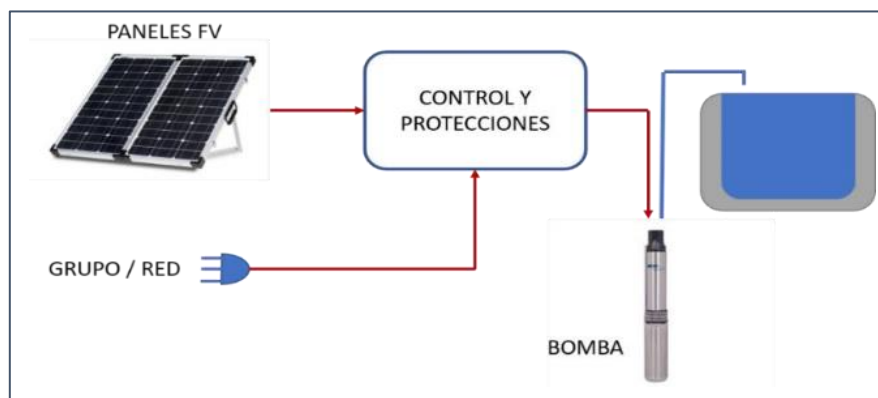 PANELES FV
CONTROL Y
PROTECCIONES
GRUPO / RED
BOMBA